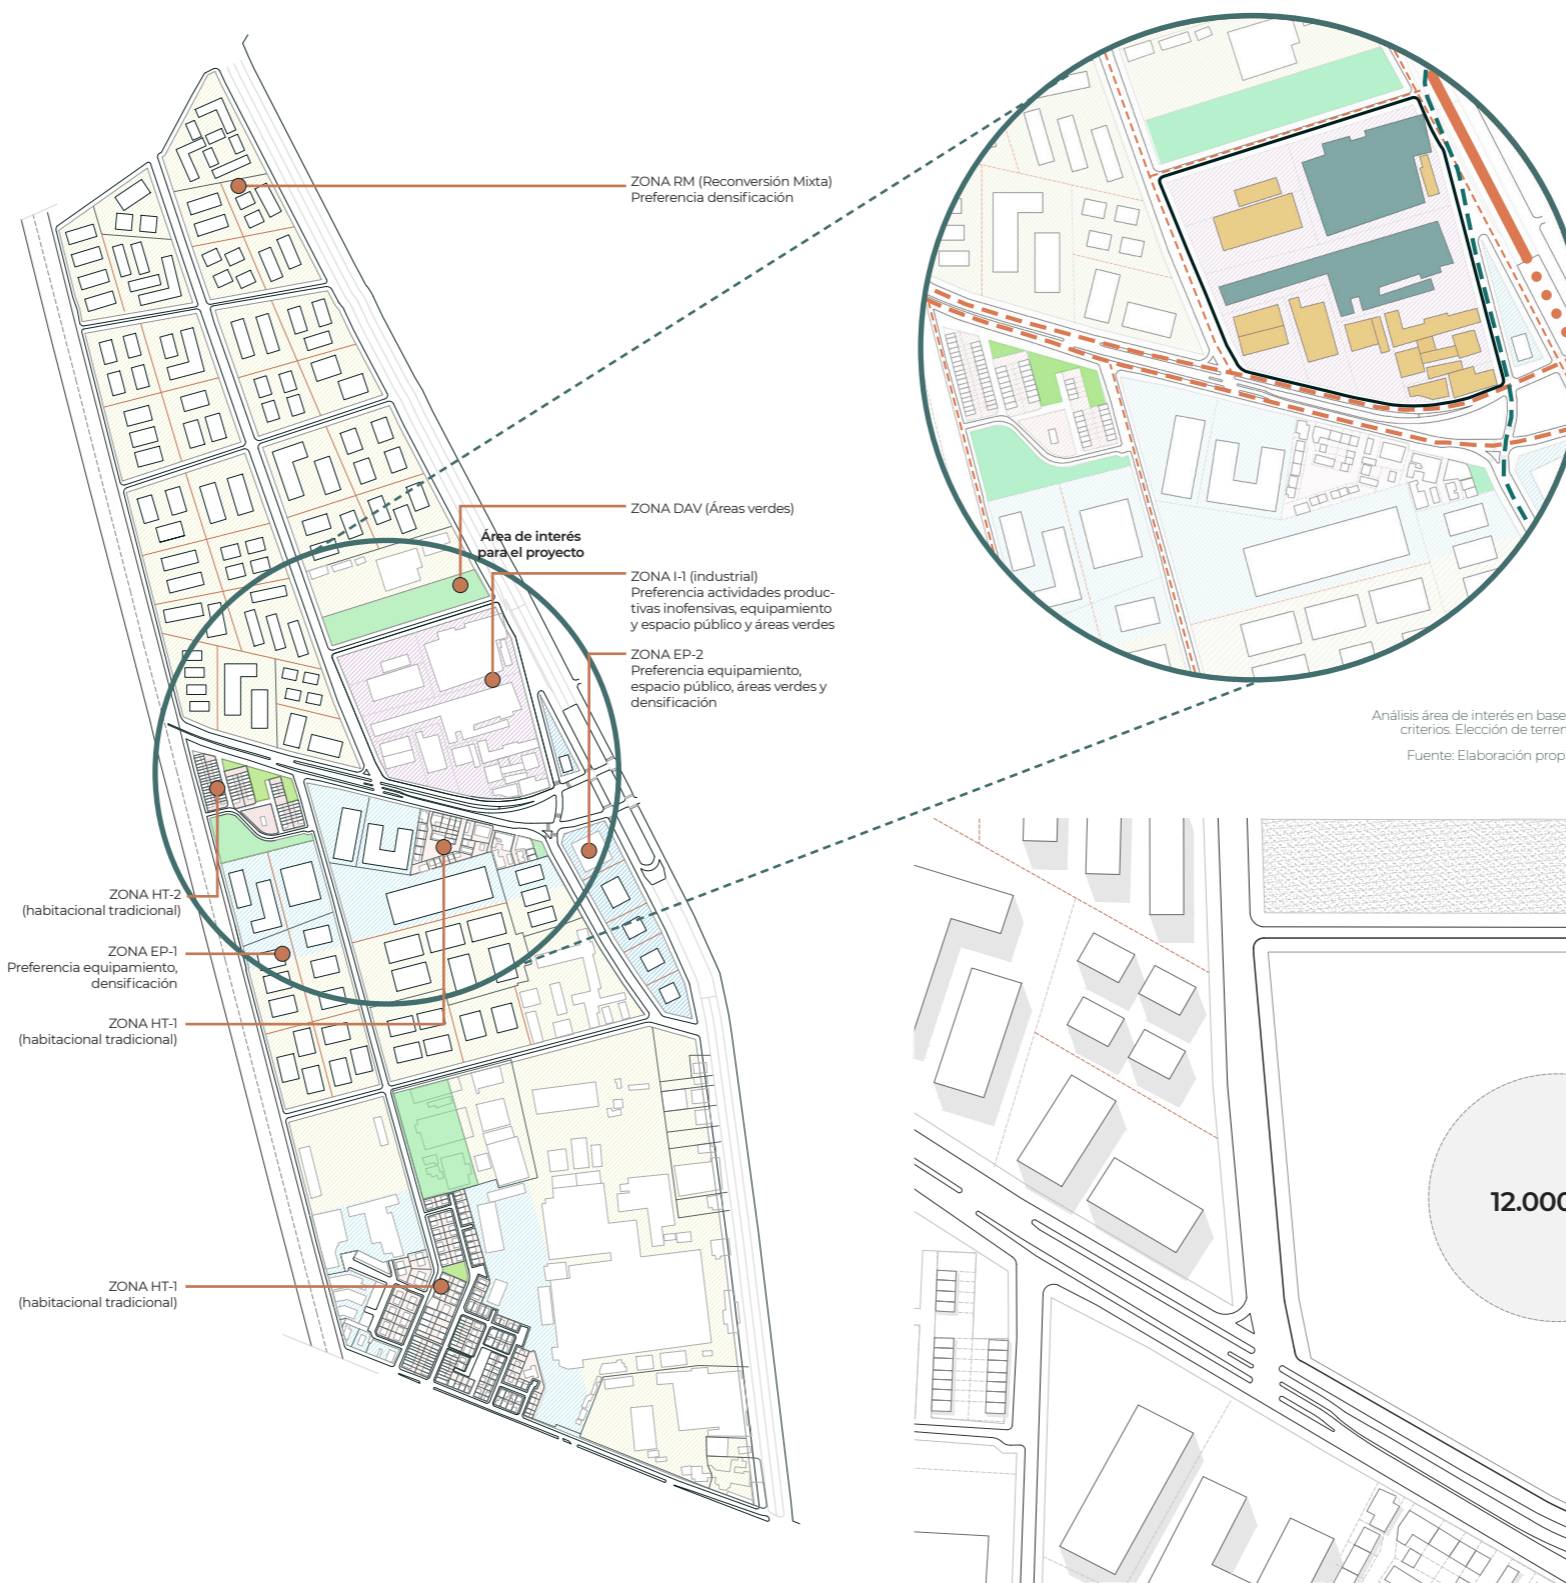 ZONA RM (Reconversión Mixta)
Preferencia densificación
ZONA DAV (Áreas verdes)
Área de interés
para el proyecto
ZONA I-1 (industrial)
Preferencia actividades produc-
tivas inofensivas, equipamiento
y espacio público y áreas verdes
ZONA EP-2
Preferencia equipamiento,
espacio público, áreas verdes y
densificación
Análisis área de interés en base
criterios. Elección de terren
Fuente: Elaboración prop
ZONA HT-2
(habitacional tradicional)
ZONA EP-1
Preferencia equipamiento,
densificación
ZONA HT-1
(habitacional tradicional)
12.000
ZONA HT-1
(habitacional tradicional)